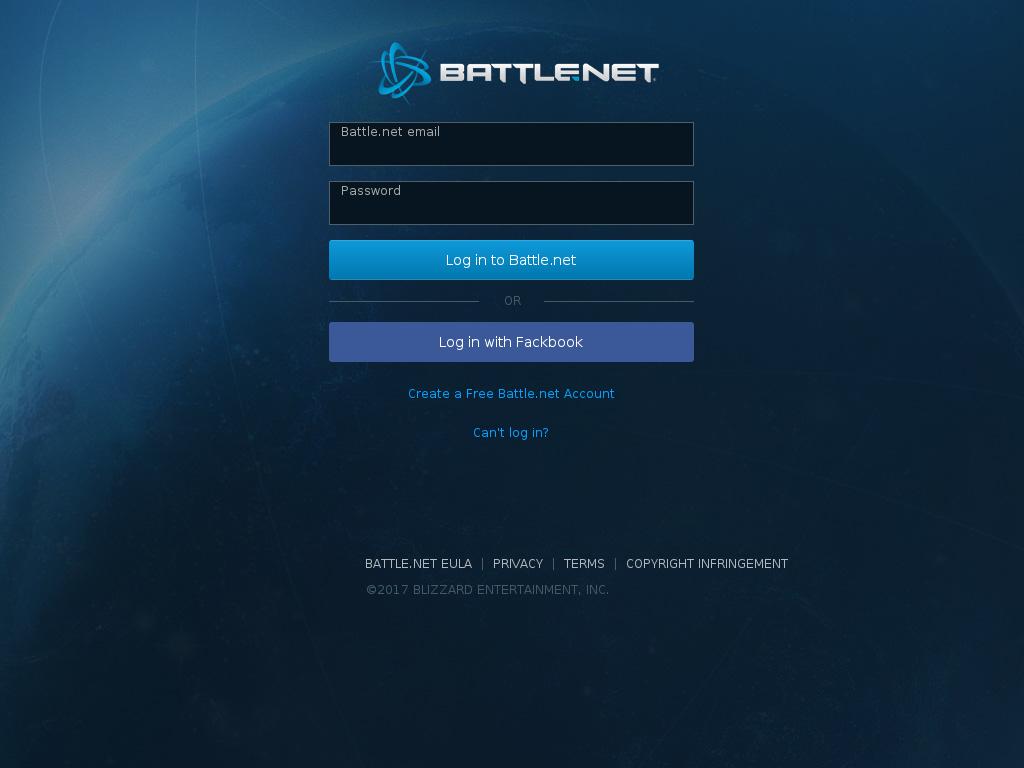 BATTLE.NET
Battle.net email
Password
Log in to Battle.net
OR
Log in with Fackbook
Create a Free Battle.net Account
Can't log in?
BATTLE.NET EULA | PRIVACY | TERMS | COPYRIGHT INFRINGEMENT
©2017 BLIZZARD ENTERTAINMENT, INC.